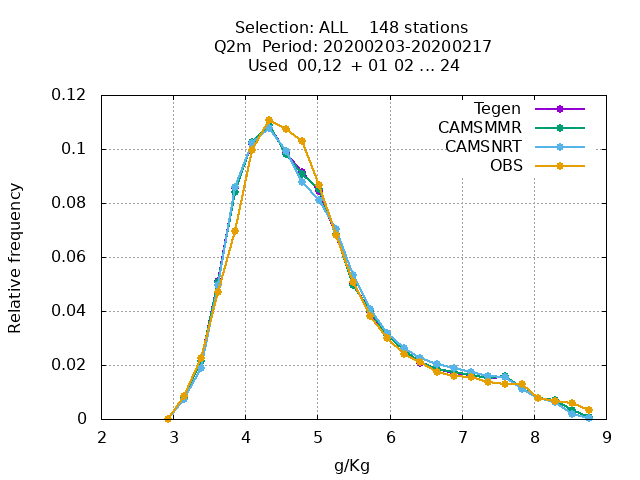 Selection: ALL    148 stations
Q2m  Period: 20200203-20200217
Used  00,12  + 01 02 ... 24
Tegen
CAMSMMR
CAMSNRT
OBS
Relative frequency
0.12
0.1
0.08
0.06
0.04
0.02
0
2 3 4 5 6 7 8 9
g/Kg